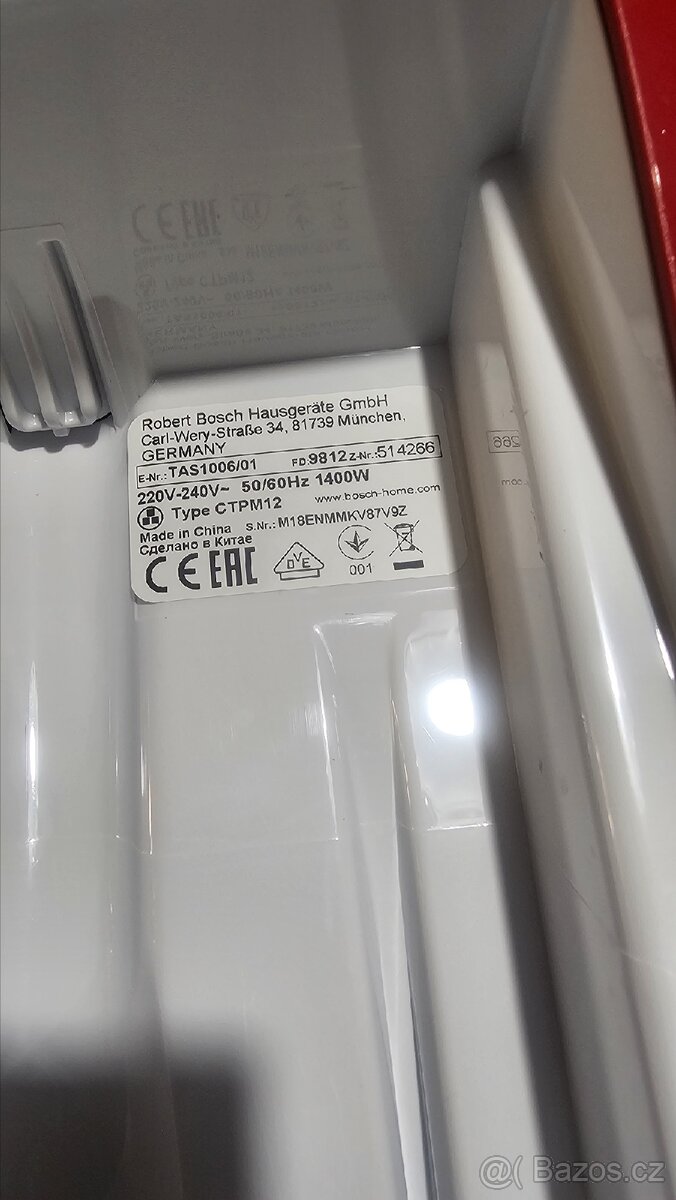 Robert Bosch Hausgeräte GmbH
Carl-Wery-Straße 34, 81739 München,
GERMANY
E-Nr.: TAS1006/01 FD.9812 Z-Nr.:514266
220V-240V~ 50/60Hz 1400W
Type CTPM12 www.bosch-home.com
Made in China S.Nr.: M18ENMMKV87V9Z
Сделано в Китае
CE EAC DVE 001
266
@( Bazos.cz